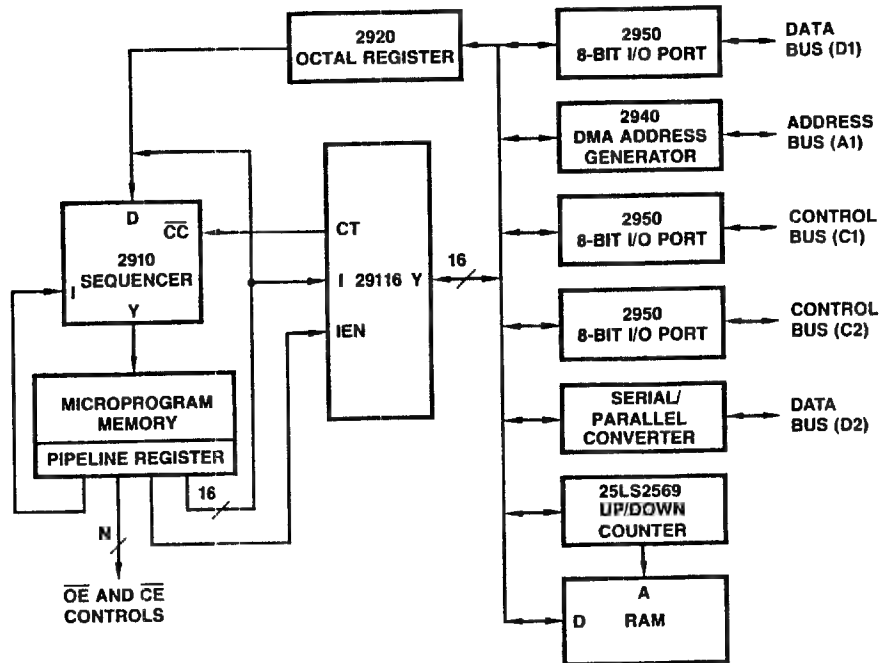 2920
OCTAL REGISTER
2950
8-BIT I/O PORT
DATA
BUS (D1)
2940
DMA ADDRESS
GENERATOR
ADDRESS
BUS (A1)
D
CC
2910
SEQUENCER
I
Y
CT
I 29116 Y
IEN
16
2950
8-BIT I/O PORT
CONTROL
BUS (C1)
2950
8-BIT I/O PORT
CONTROL
BUS (C2)
MICROPROGRAM
MEMORY
PIPELINE REGISTER
SERIAL/
PARALLEL
CONVERTER
DATA
BUS (D2)
16
N
OE AND CE
CONTROLS
25LS2569
UP/DOWN
COUNTER
A
D RAM